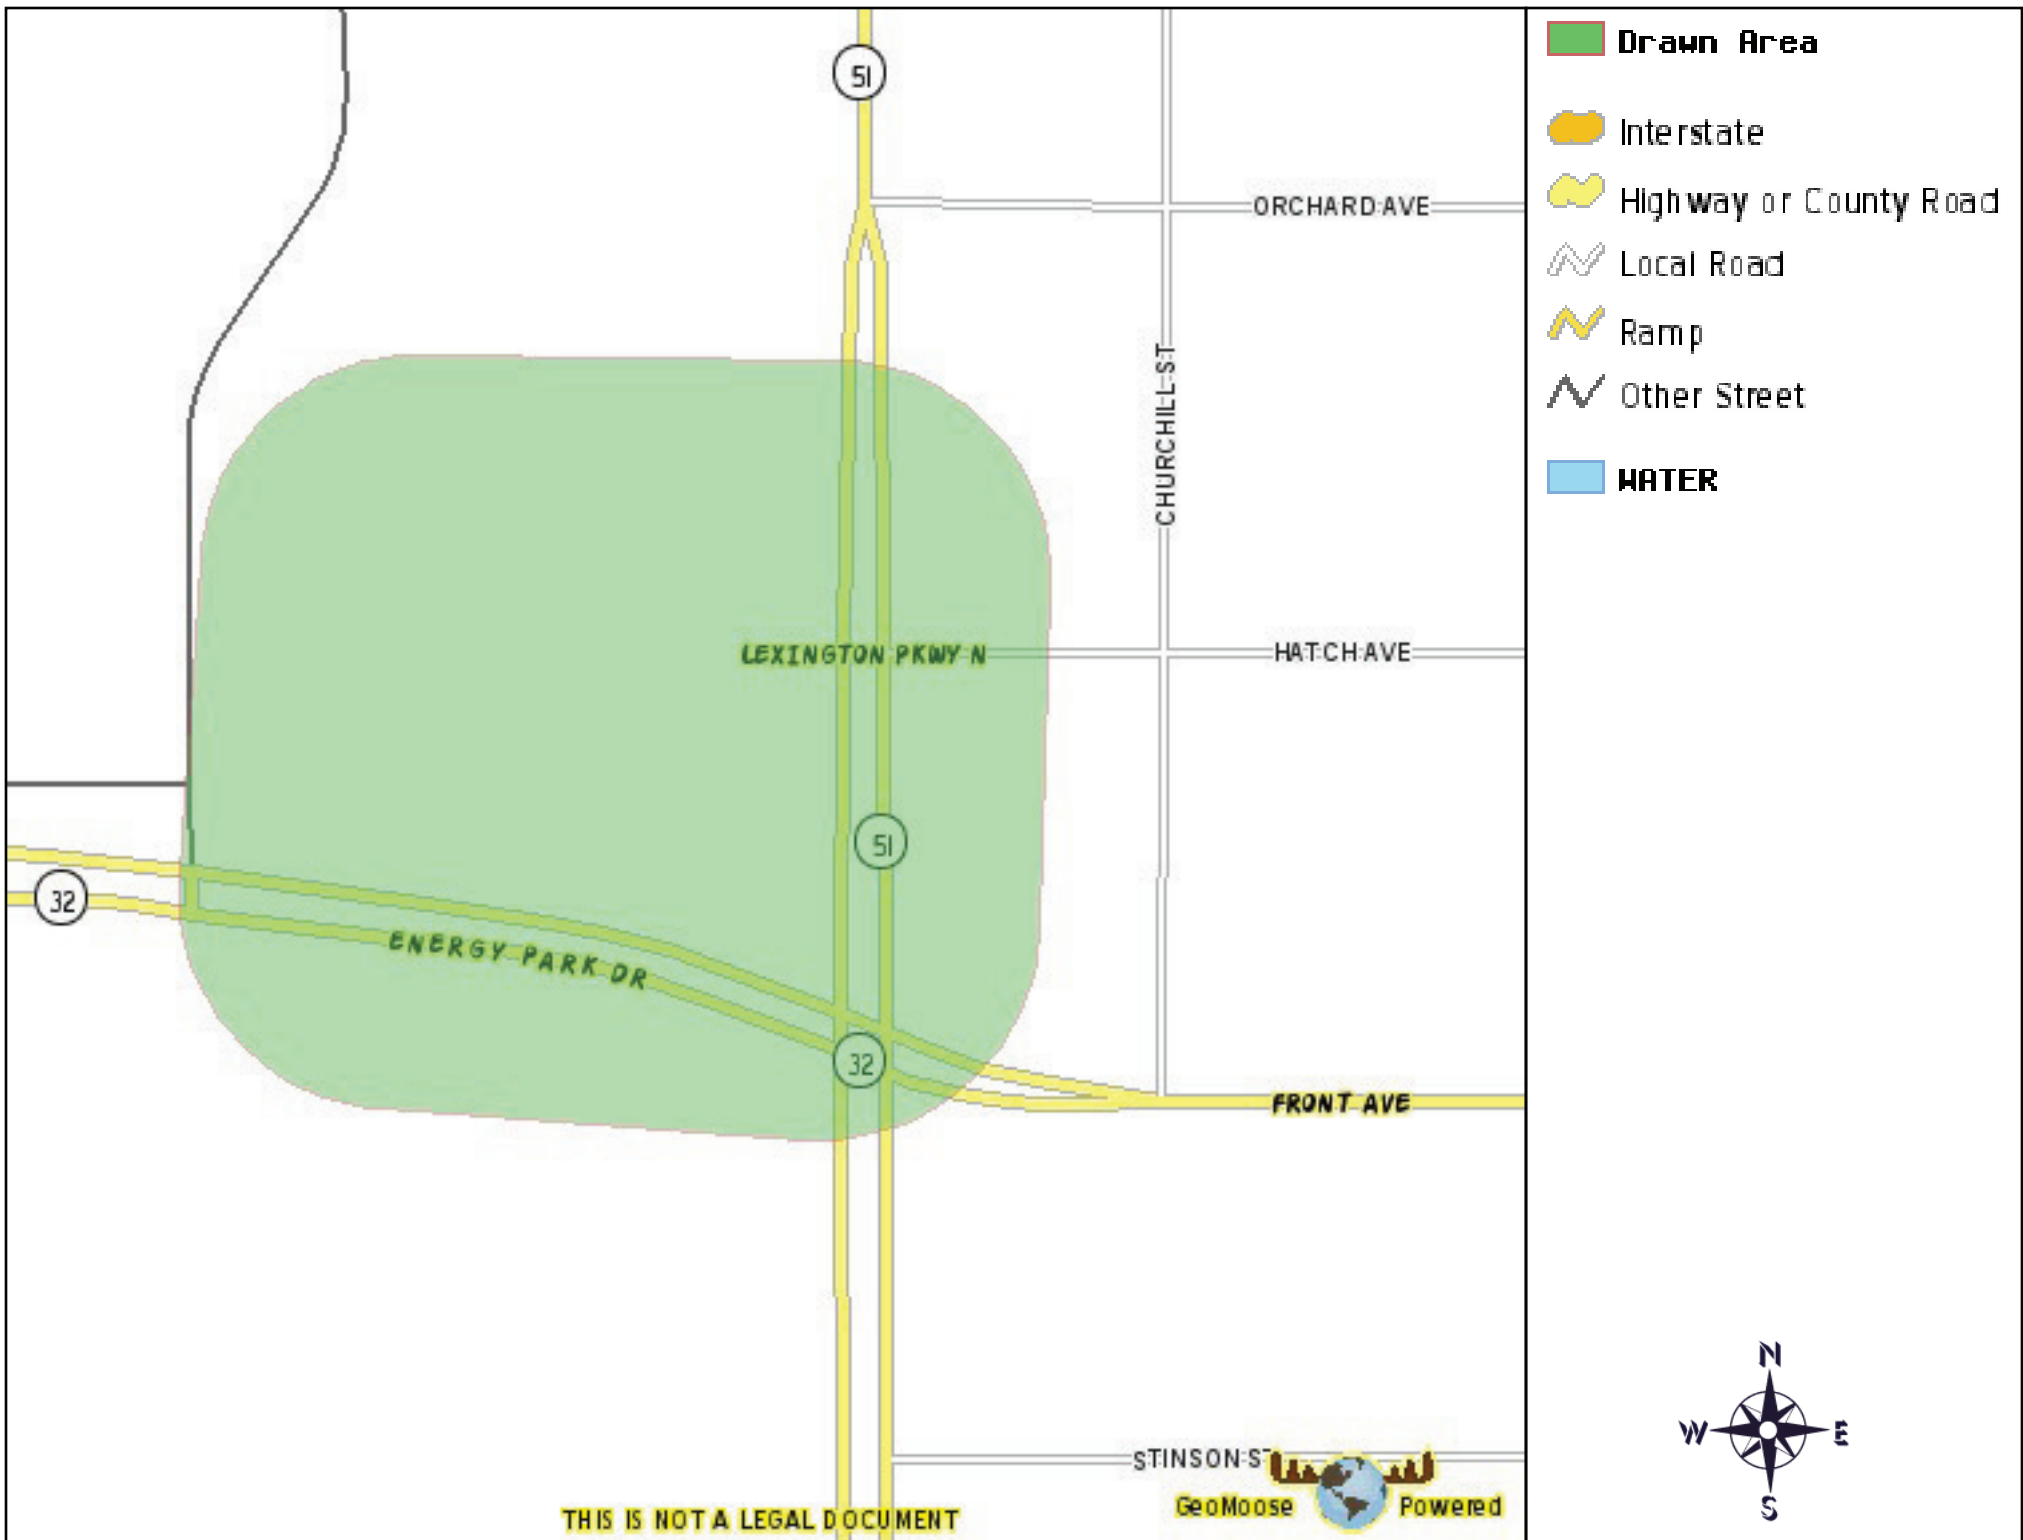 51
ORCHARD AVE
CHURCHILL ST
LEXINGTON PKWY N
HATCH AVE
51
32
ENERGY PARK DR
32
FRONT AVE
STINSON ST
THIS IS NOT A LEGAL DOCUMENT
GeoMoose Powered
Drawn Area
Interstate
Highway or County Road
Local Road
Ramp
Other Street
WATER
N
W E
S